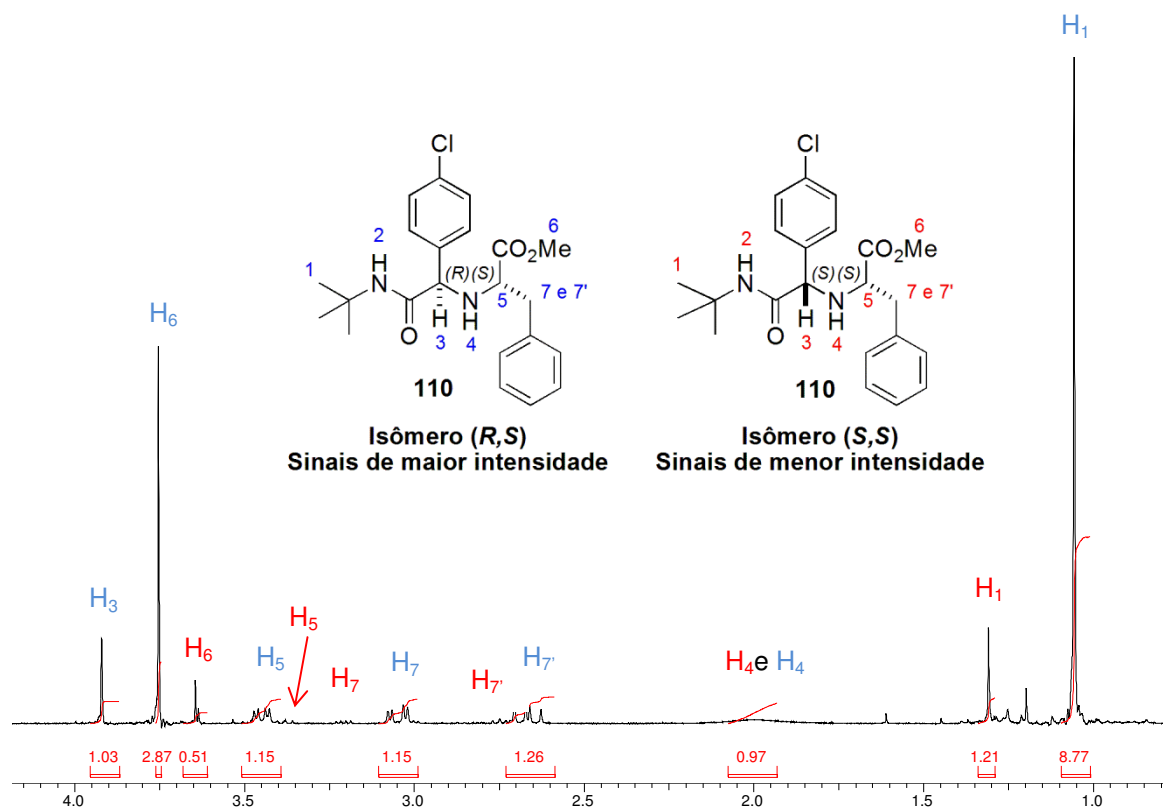 H₁
Cl
Cl
2
H
N
1
O
(R)
(S)
H
3
N
H
4
5
6
CO₂Me
7 e 7'
110
Isômero (R,S)
Sinais de maior intensidade
2
H
N
1
O
(S)
(S)
H
3
N
H
4
5
6
CO₂Me
7 e 7'
110
Isômero (S,S)
Sinais de menor intensidade
H₆
H₃
H₆
H₅
H₅
H₇
H₇
H₇'
H₇'
H₄e H₄
H₁
1.03 2.87 0.51 1.15 1.15 1.26 0.97 1.21 8.77
4.0 3.5 3.0 2.5 2.0 1.5 1.0